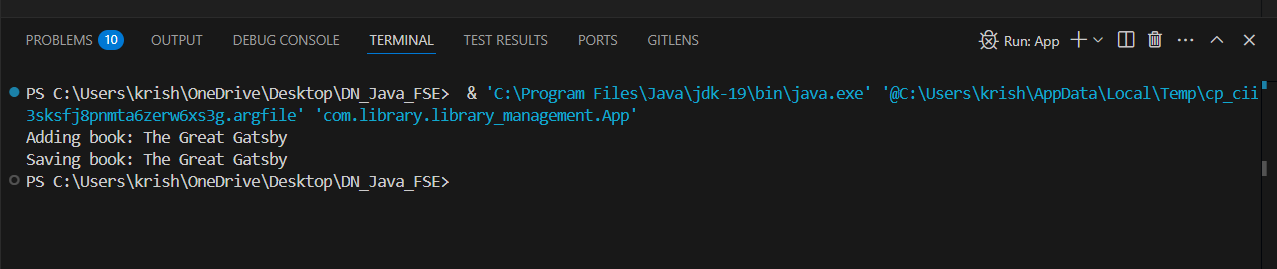 PROBLEMS 10 OUTPUT DEBUG CONSOLE TERMINAL TEST RESULTS PORTS GITLENS Run: App
PS C:\Users\krish\OneDrive\Desktop\DN_Java_FSE>  & 'C:\Program Files\Java\jdk-19\bin\java.exe' '@C:\Users\krish\AppData\Local\Temp\cp_cii
3sksfj8pnmta6zerw6xs3g.argfile' 'com.library.library_management.App'
Adding book: The Great Gatsby
Saving book: The Great Gatsby
PS C:\Users\krish\OneDrive\Desktop\DN_Java_FSE>